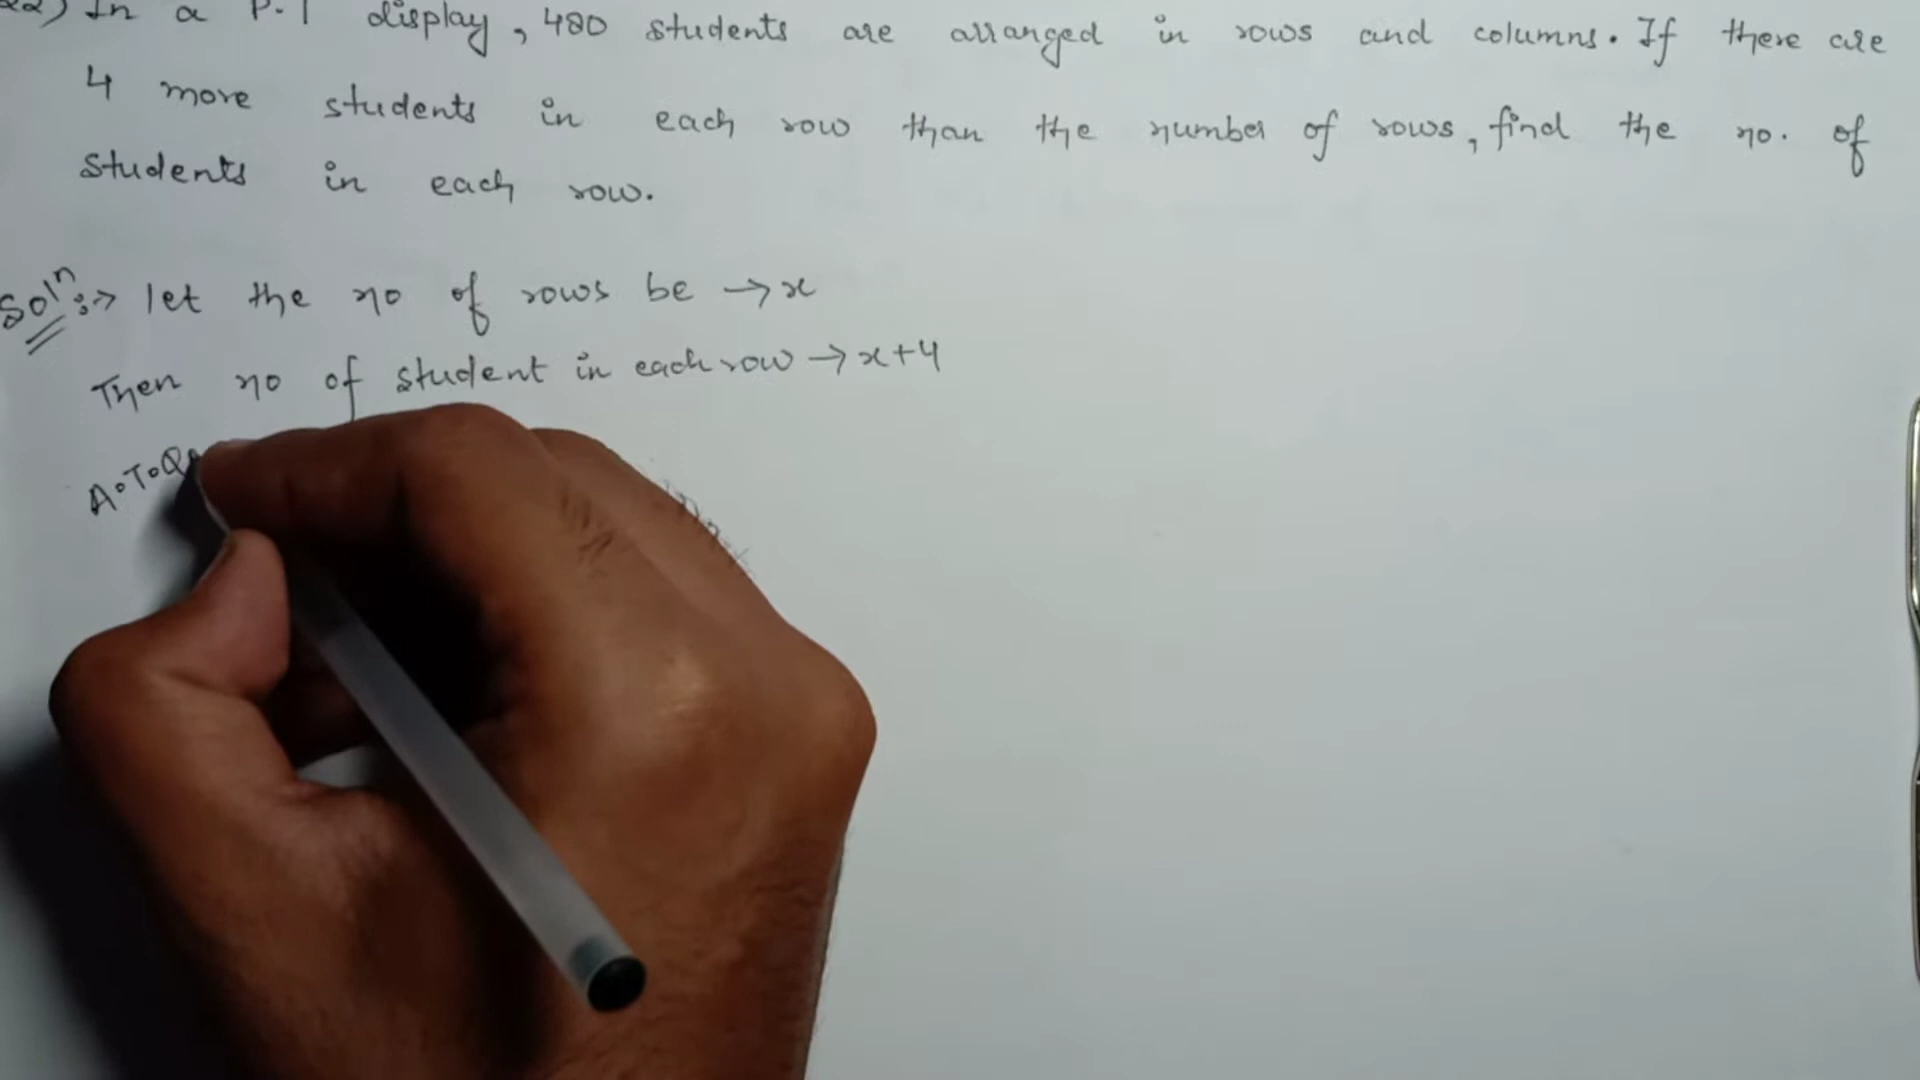 22) In a P.T display, 480 students are arranged in rows and columns. If there are
4 more students in each row than the number of rows, find the no. of
students in each row.
Solⁿ:→ let the no of rows be → x
Then no of student in each row → x+4
A.T.Q